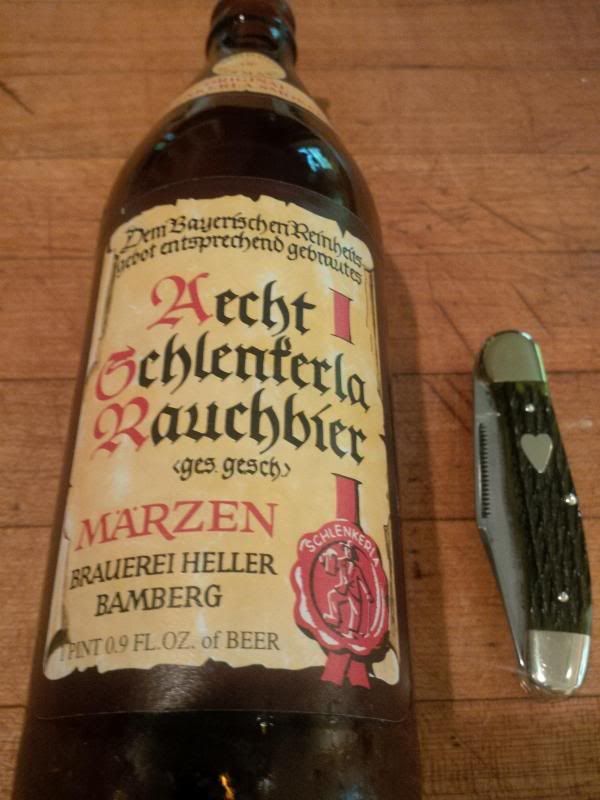 ORIGINAL
Dem Bayerischen Reinheits
gebot entsprechend gebrautes
Aecht
Schlenkerla
Rauchbier
‹ges. gesch›
MÄRZEN
BRAUEREI HELLER
BAMBERG
1 PINT 0.9 FL.OZ. of BEER
SCHLENKERLA